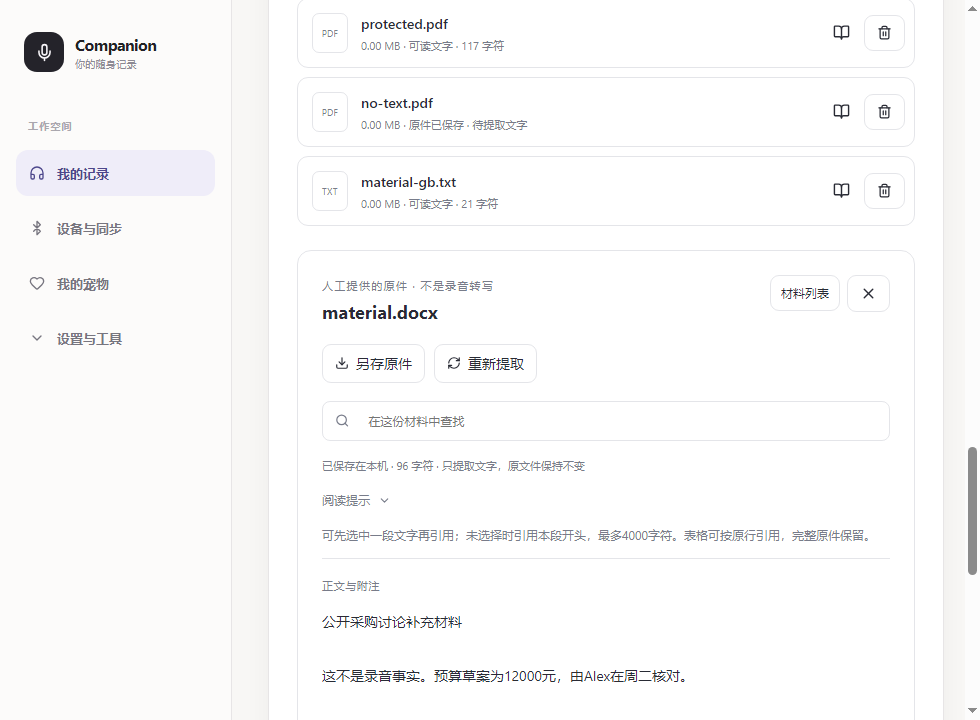 Companion
你的随身记录
工作空间
我的记录
设备与同步
我的宠物
设置与工具
PDF
protected.pdf
0.00 MB · 可读文字 · 117 字符
PDF
no-text.pdf
0.00 MB · 原件已保存 · 待提取文字
TXT
material-gb.txt
0.00 MB · 可读文字 · 21 字符
人工提供的原件 · 不是录音转写
material.docx
材料列表
另存原件
重新提取
在这份材料中查找
已保存在本机 · 96 字符 · 只提取文字，原文件保持不变
阅读提示
可先选中一段文字再引用；未选择时引用本段开头，最多4000字符。表格可按原行引用，完整原件保留。
正文与附注
公开采购讨论补充材料
这不是录音事实。预算草案为12000元，由Alex在周二核对。